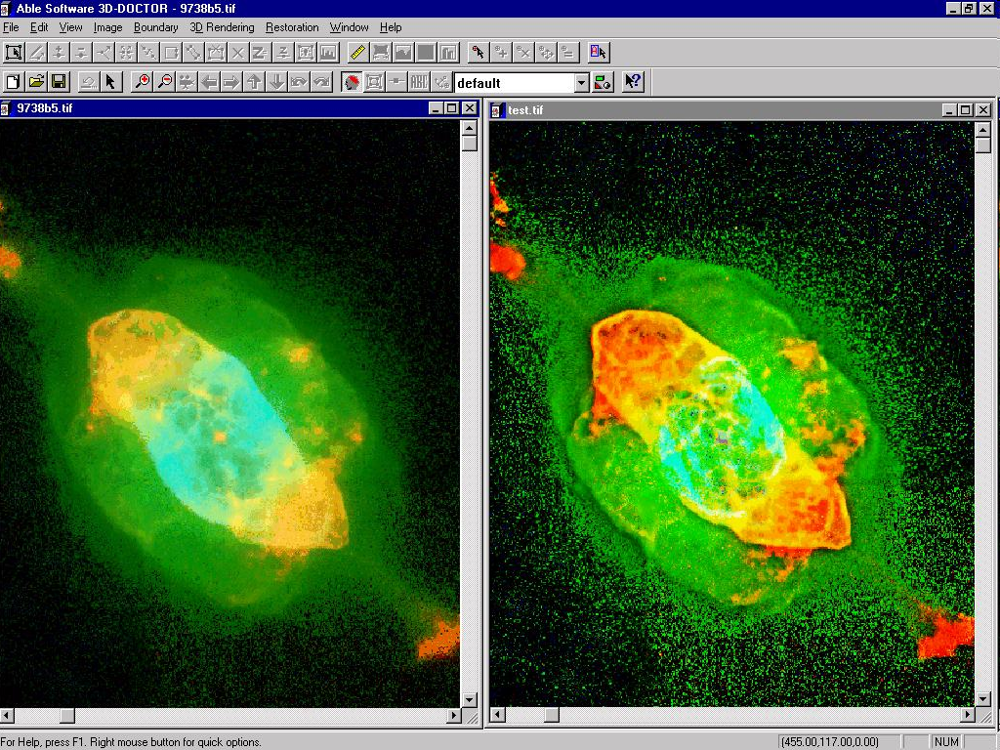 Able Software 3D-DOCTOR - 9738b5.tif
File Edit View Image Boundary 3D Rendering Restoration Window Help
ABC default
9738b5.tif
test.tif
For Help, press F1. Right mouse button for quick options. (455.00,117.00,0.00) NUM